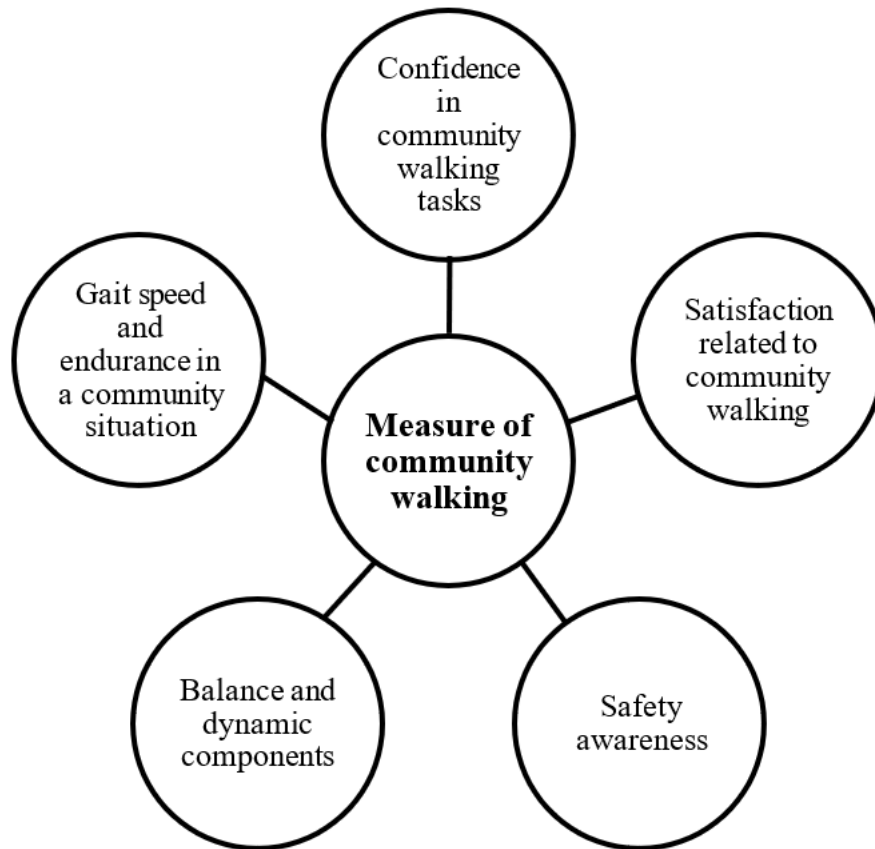 Confidence
in
community
walking
tasks
Gait speed
and
endurance in
a community
situation
Satisfaction
related to
community
walking
Measure of
community
walking
Balance and
dynamic
components
Safety
awareness